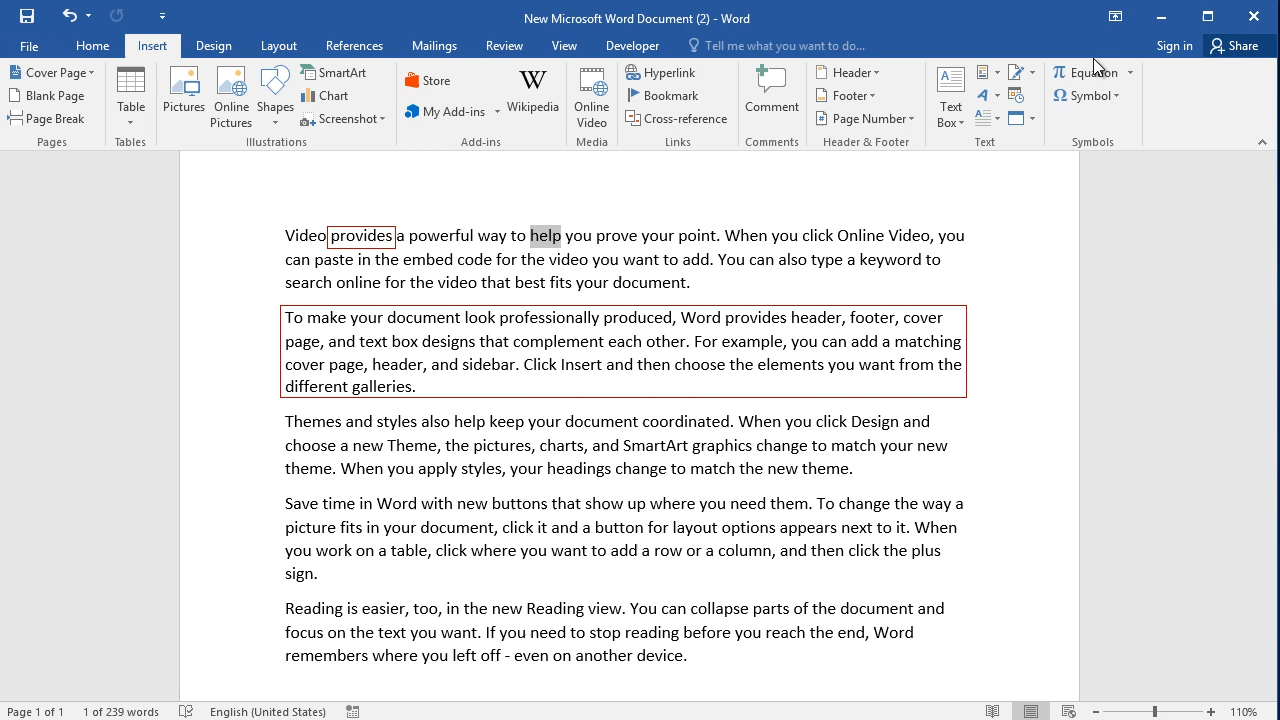 New Microsoft Word Document (2) - Word
File Home Insert Design Layout References Mailings Review View Developer Tell me what you want to do... Sign in Share
Cover Page
Blank Page
Page Break
Pages
Table
Tables
Pictures
Online
Pictures
Shapes
SmartArt
Chart
Screenshot
Illustrations
Store
My Add-ins
W
Wikipedia
Add-ins
Online
Video
Media
Hyperlink
Bookmark
Cross-reference
Links
Comment
Comments
Header
Footer
Page Number
Header & Footer
Text
Box
Text
π Equation
Ω Symbol
Symbols
Video provides a powerful way to help you prove your point. When you click Online Video, you
can paste in the embed code for the video you want to add. You can also type a keyword to
search online for the video that best fits your document.
To make your document look professionally produced, Word provides header, footer, cover
page, and text box designs that complement each other. For example, you can add a matching
cover page, header, and sidebar. Click Insert and then choose the elements you want from the
different galleries.
Themes and styles also help keep your document coordinated. When you click Design and
choose a new Theme, the pictures, charts, and SmartArt graphics change to match your new
theme. When you apply styles, your headings change to match the new theme.
Save time in Word with new buttons that show up where you need them. To change the way a
picture fits in your document, click it and a button for layout options appears next to it. When
you work on a table, click where you want to add a row or a column, and then click the plus
sign.
Reading is easier, too, in the new Reading view. You can collapse parts of the document and
focus on the text you want. If you need to stop reading before you reach the end, Word
remembers where you left off - even on another device.
Page 1 of 1 1 of 239 words English (United States) 110%